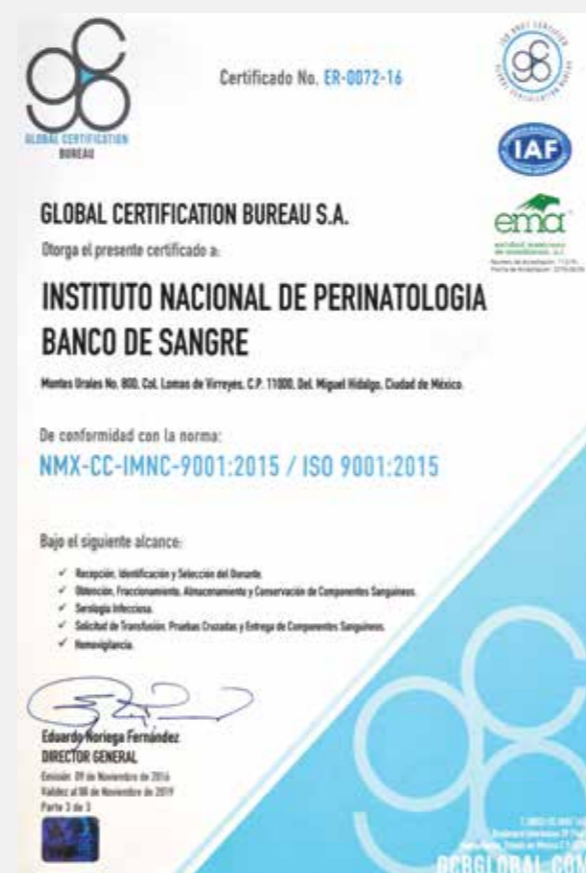 Certificado No. ER-0072-16
GLOBAL CERTIFICATION
BUREAU
IAF
GLOBAL CERTIFICATION BUREAU S.A.
Otorga el presente certificado a:
ema
INSTITUTO NACIONAL DE PERINATOLOGIA
BANCO DE SANGRE
Montes Urales No. 800, Col. Lomas de Virreyes, C.P. 11000, Del. Miguel Hidalgo, Ciudad de México.
De conformidad con la norma:
NMX-CC-IMNC-9001:2015 / ISO 9001:2015
Bajo el siguiente alcance:
✓ Recepción, Identificación y Selección del Donante.
✓ Obtención, Fraccionamiento, Almacenamiento y Conservación de Componentes Sanguíneos.
✓ Serología Infecciosa.
✓ Solicitud de Transfusión, Pruebas Cruzadas y Entrega de Componentes Sanguíneos.
✓ Hemovigilancia.
Eduardo Noriega Fernández
DIRECTOR GENERAL
Emisión: 09 de Noviembre de 2016
Validez al 08 de Noviembre de 2019
Parte 3 de 3
GCBGLOBAL.COM